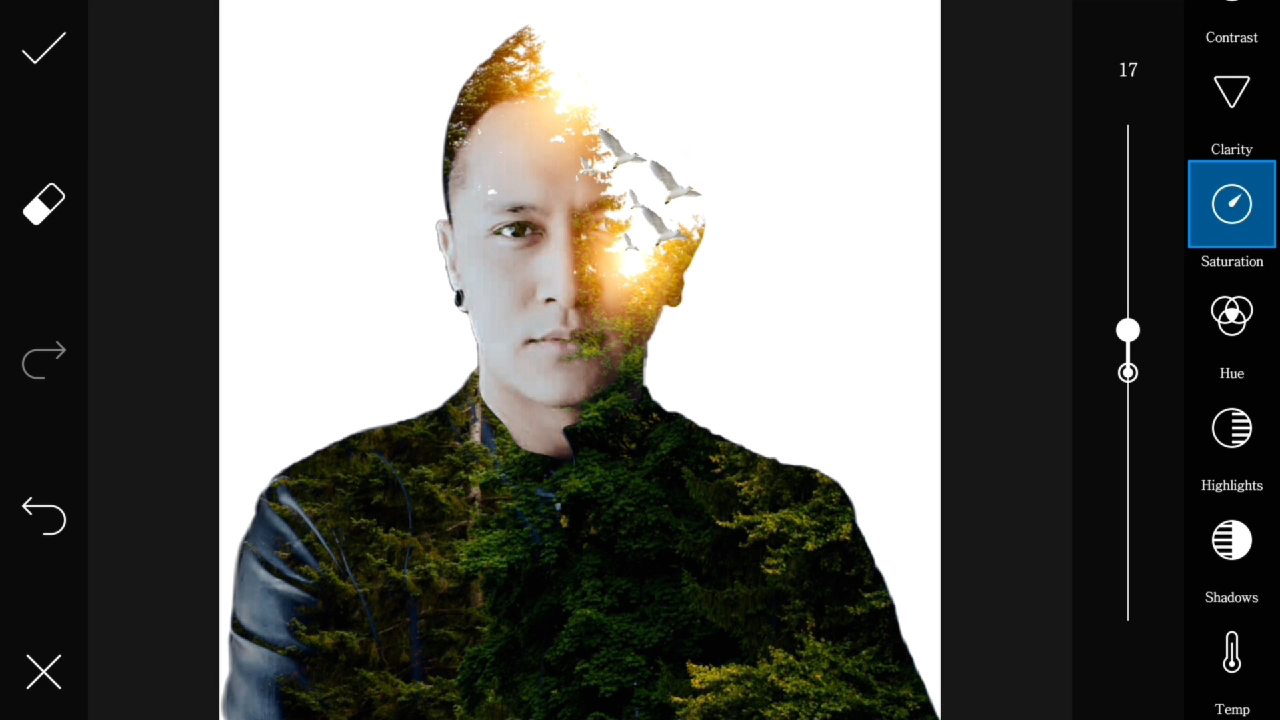 Contrast
17
Clarity
Saturation
Hue
Highlights
Shadows
Temp